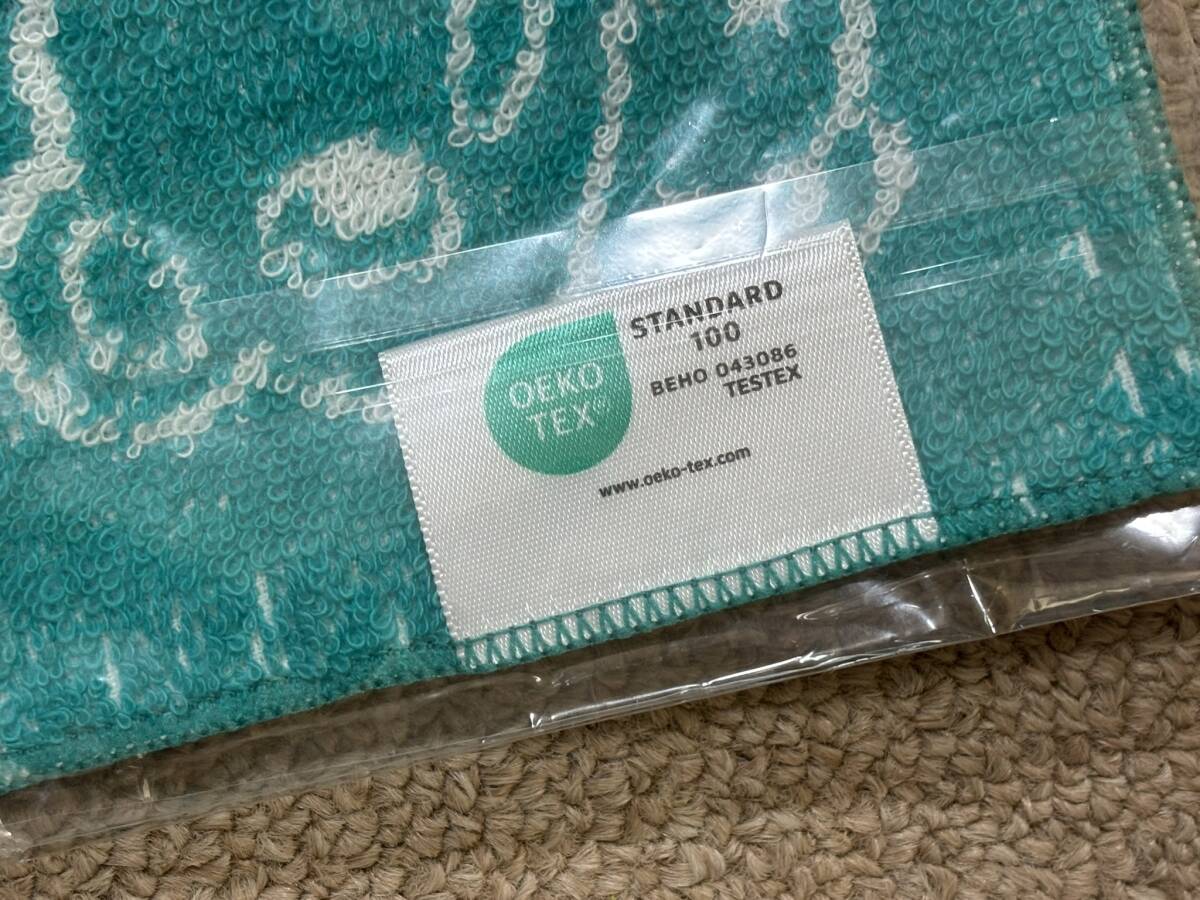 OEKO
TEX®
STANDARD
100
BEHO 043086
TESTEX
www.oeko-tex.com